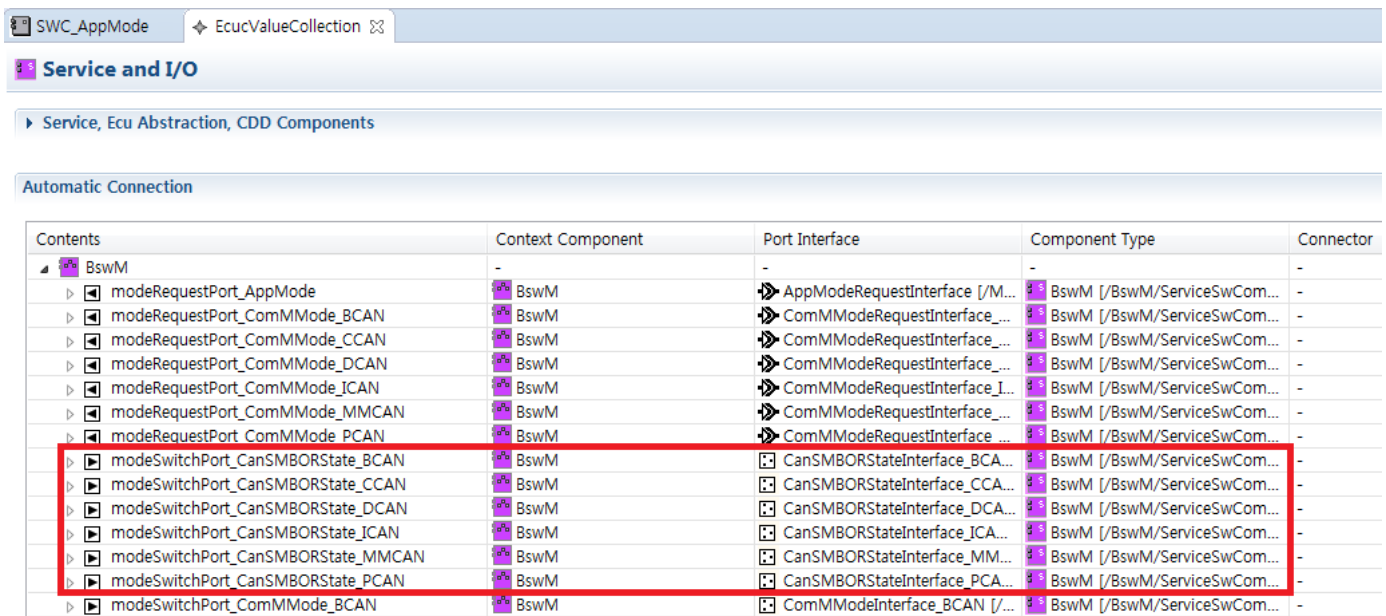 SWC_AppMode EcucValueCollection
Service and I/O
Service, Ecu Abstraction, CDD Components
Automatic Connection
Contents Context Component Port Interface Component Type Connector
BswM - - - -
modeRequestPort_AppMode BswM AppModeRequestInterface [/M... BswM [/BswM/ServiceSwCom... -
modeRequestPort_ComMMode_BCAN BswM ComMModeRequestInterface_... BswM [/BswM/ServiceSwCom... -
modeRequestPort_ComMMode_CCAN BswM ComMModeRequestInterface_... BswM [/BswM/ServiceSwCom... -
modeRequestPort_ComMMode_DCAN BswM ComMModeRequestInterface_... BswM [/BswM/ServiceSwCom... -
modeRequestPort_ComMMode_ICAN BswM ComMModeRequestInterface_I... BswM [/BswM/ServiceSwCom... -
modeRequestPort_ComMMode_MMCAN BswM ComMModeRequestInterface_... BswM [/BswM/ServiceSwCom... -
modeRequestPort_ComMMode_PCAN BswM ComMModeRequestInterface_... BswM [/BswM/ServiceSwCom... -
modeSwitchPort_CanSMBORState_BCAN BswM CanSMBORStateInterface_BCA... BswM [/BswM/ServiceSwCom... -
modeSwitchPort_CanSMBORState_CCAN BswM CanSMBORStateInterface_CCA... BswM [/BswM/ServiceSwCom... -
modeSwitchPort_CanSMBORState_DCAN BswM CanSMBORStateInterface_DCA... BswM [/BswM/ServiceSwCom... -
modeSwitchPort_CanSMBORState_ICAN BswM CanSMBORStateInterface_ICA... BswM [/BswM/ServiceSwCom... -
modeSwitchPort_CanSMBORState_MMCAN BswM CanSMBORStateInterface_MM... BswM [/BswM/ServiceSwCom... -
modeSwitchPort_CanSMBORState_PCAN BswM CanSMBORStateInterface_PCA... BswM [/BswM/ServiceSwCom... -
modeSwitchPort_ComMMode_BCAN BswM ComMModeInterface_BCAN [/... BswM [/BswM/ServiceSwCom... -